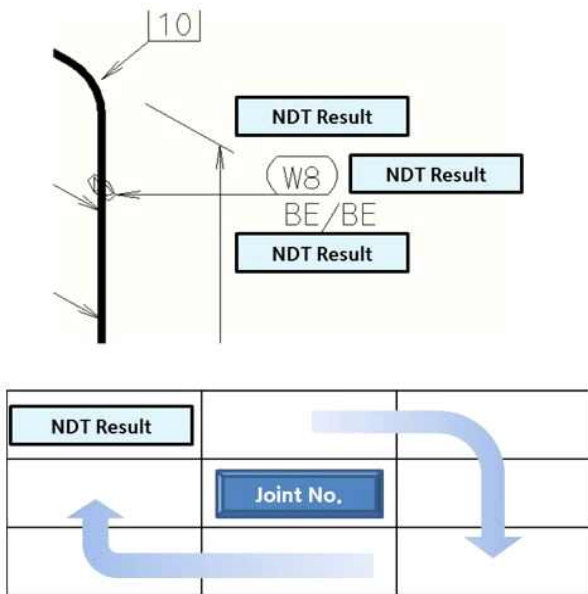 10
NDT Result
W8
NDT Result
BE/BE
NDT Result
NDT Result
Joint No.